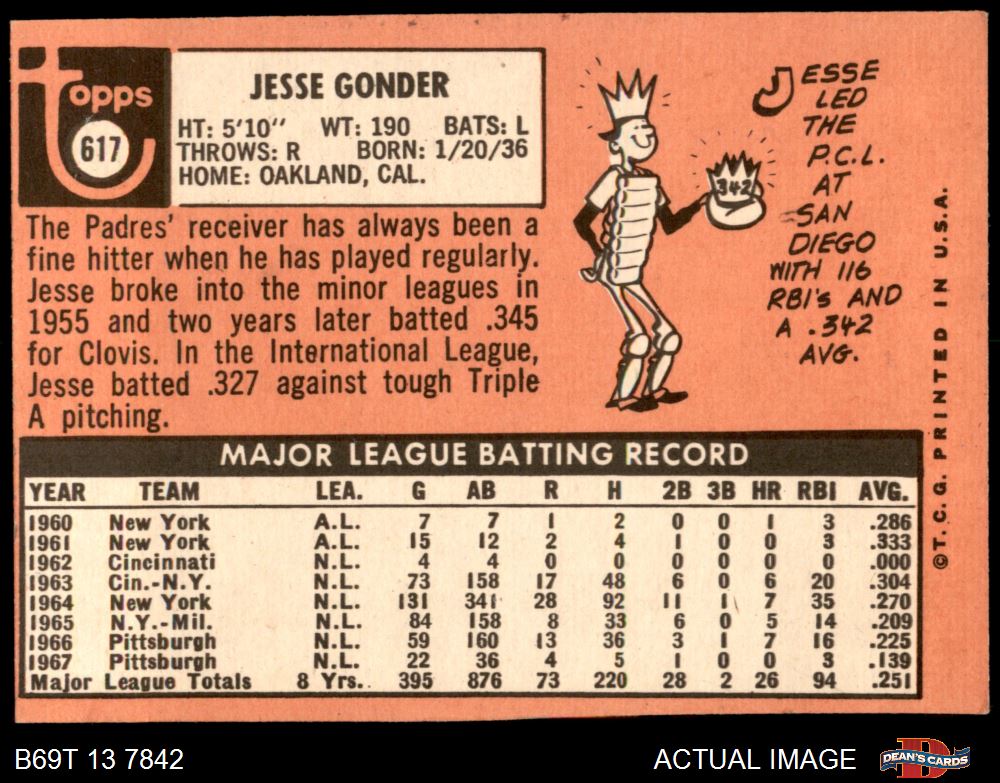 Topps
617
JESSE GONDER
HT: 5'10" WT: 190 BATS: L
THROWS: R BORN: 1/20/36
HOME: OAKLAND, CAL.
The Padres' receiver has always been a
fine hitter when he has played regularly.
Jesse broke into the minor leagues in
1955 and two years later batted .345
for Clovis. In the International League,
Jesse batted .327 against tough Triple
A pitching.
342
JESSE
LED
THE
P.C.L.
AT
SAN
DIEGO
WITH 116
RBI's AND
A .342
AVG.
MAJOR LEAGUE BATTING RECORD
YEAR TEAM LEA. G AB R H 2B 3B HR RBI AVG.
1960 New York A.L. 7 7 1 2 0 0 1 3 .286
1961 New York A.L. 15 12 2 4 1 0 0 3 .333
1962 Cincinnati N.L. 4 4 0 0 0 0 0 0 .000
1963 Cin.-N.Y. N.L. 73 158 17 48 6 0 6 20 .304
1964 New York N.L. 131 341 28 92 11 1 7 35 .270
1965 N.Y.-Mil. N.L. 84 158 8 33 6 0 5 14 .209
1966 Pittsburgh N.L. 59 160 13 36 3 1 7 16 .225
1967 Pittsburgh N.L. 22 36 4 5 1 0 0 3 .139
Major League Totals 8 Yrs.. 395 876 73 220 28 2 26 94 .251
©T.C.G. PRINTED IN U.S.A.
B69T 13 7842
ACTUAL IMAGE
DEAN'S CARDS